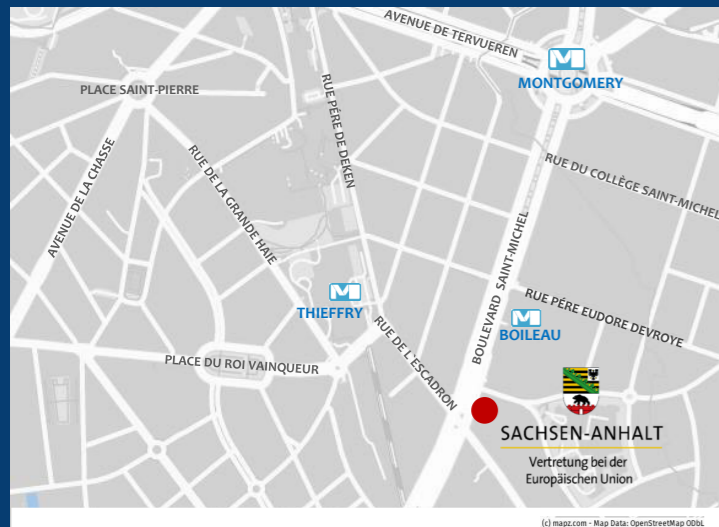 AVENUE DE TERVUEREN
MONTGOMERY
PLACE SAINT-PIERRE
RUE PÉRE DE DEKEN
AVENUE DE LA CHASSE
RUE DE LA GRANDE HAIE
RUE DU COLLÈGE SAINT-MICHEL
BOULEVARD SAINT-MICHEL
THIEFFRY
RUE PÉRE EUDORE DEVROYE
BOILEAU
RUE DE L'ESCADRON
PLACE DU ROI VAINQUEUR
SACHSEN-ANHALT
Vertretung bei der
Europäischen Union
(c) mapz.com - Map Data: OpenStreetMap ODbL